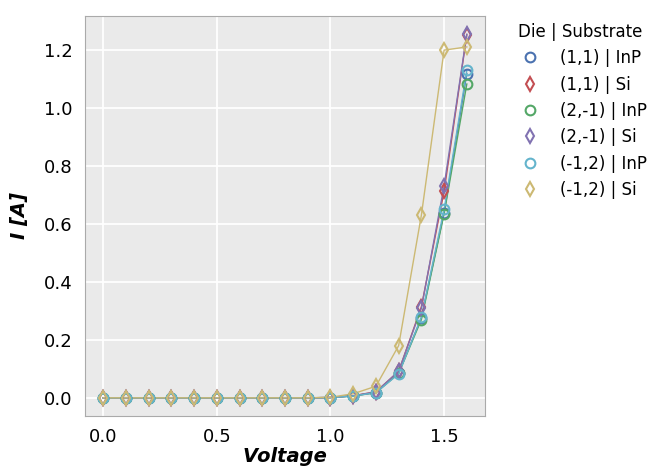 Die | Substrate
(1,1) | InP
(1,1) | Si
(2,-1) | InP
(2,-1) | Si
(-1,2) | InP
(-1,2) | Si
I [A]
1.2
1.0
0.8
0.6
0.4
0.2
0.0
0.0 0.5 1.0 1.5
Voltage